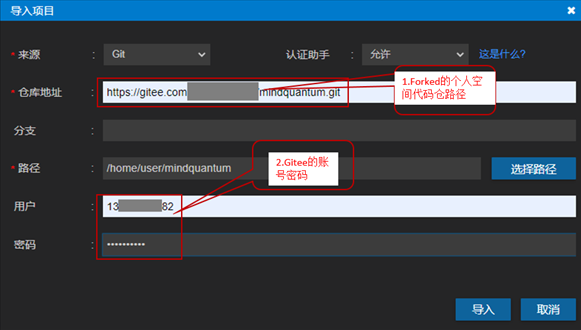 导入项目
* 来源 : Git 认证助手 : 允许 这是什么?
* 仓库地址 : https://gitee.com mindquantum.git
1.Forked的个人空
间代码仓路径
分支 :
* 路径 : /home/user/mindquantum 选择路径
2.Gitee的账
号密码
用户 : 13 82
密码 : ••••••••••
导入 取消